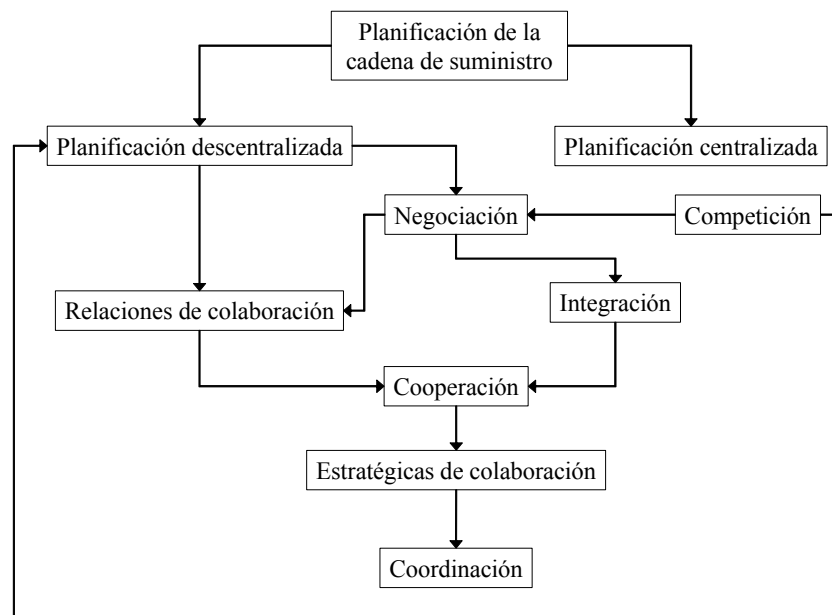 Planificación de la
cadena de suministro
Planificación descentralizada
Planificación centralizada
Negociación
Competición
Relaciones de colaboración
Integración
Cooperación
Estratégicas de colaboración
Coordinación